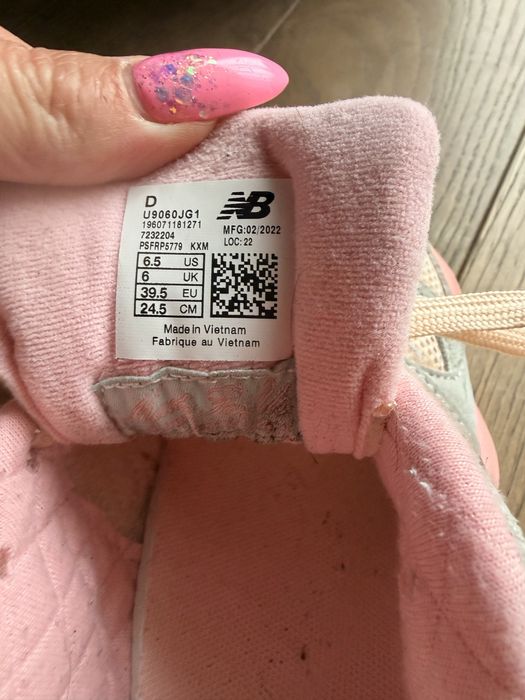 D
U9060JG1
196071181271
7232204
PSFRP5779 KXM
NB
MFG:02/2022
LOC: 22
6.5 US
6 UK
39.5 EU
24.5 CM
Made in Vietnam
Fabrique au Vietnam